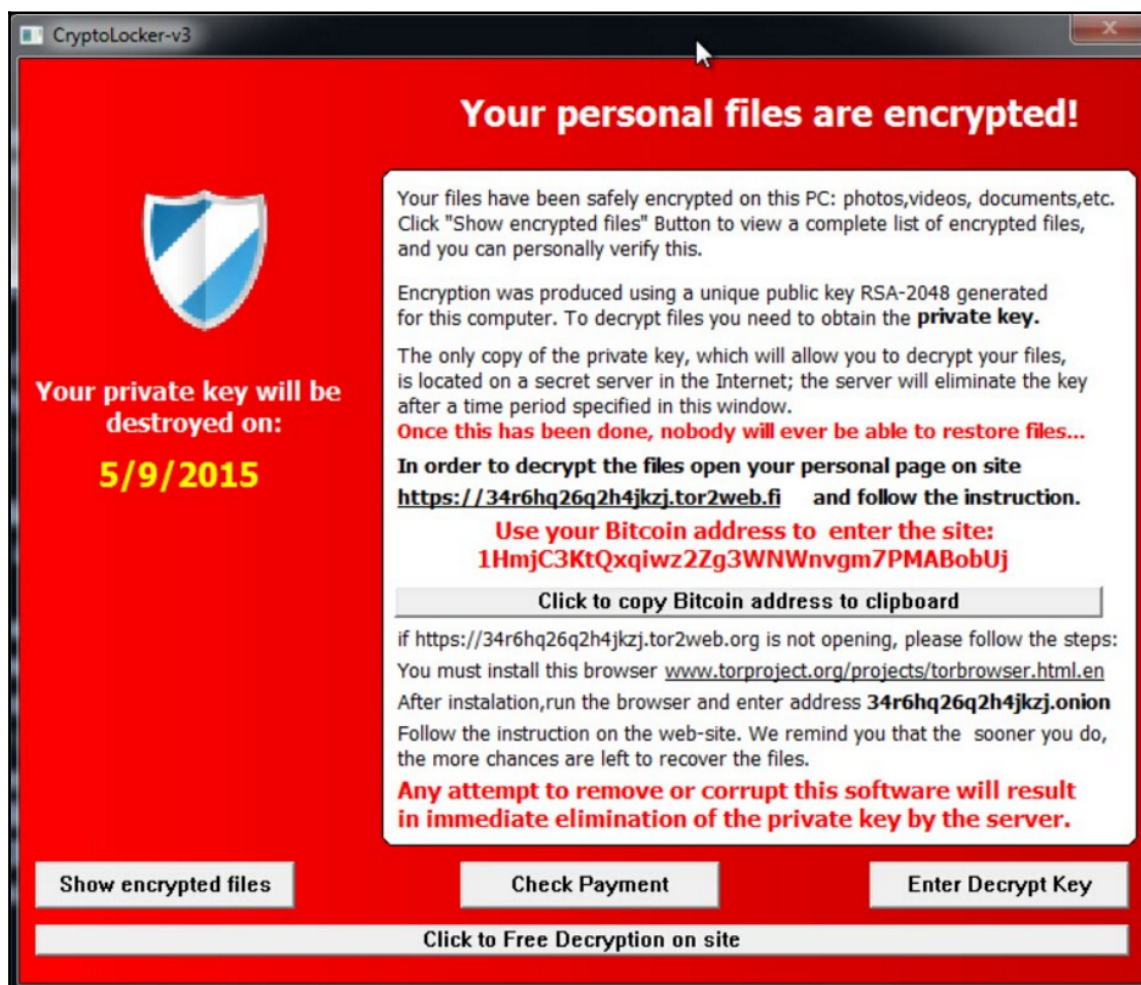 CryptoLocker-v3
Your personal files are encrypted!
Your private key will be
destroyed on:
5/9/2015
Your files have been safely encrypted on this PC: photos,videos, documents,etc.
Click "Show encrypted files" Button to view a complete list of encrypted files,
and you can personally verify this.
Encryption was produced using a unique public key RSA-2048 generated
for this computer. To decrypt files you need to obtain the private key.
The only copy of the private key, which will allow you to decrypt your files,
is located on a secret server in the Internet; the server will eliminate the key
after a time period specified in this window.
Once this has been done, nobody will ever be able to restore files...
In order to decrypt the files open your personal page on site
https://34r6hq26q2h4jkzj.tor2web.fi and follow the instruction.
Use your Bitcoin address to enter the site:
1HmjC3KtQxqiwz2Zg3WNWnvgm7PMABobUj
Click to copy Bitcoin address to clipboard
if https://34r6hq26q2h4jkzj.tor2web.org is not opening, please follow the steps:
You must install this browser www.torproject.org/projects/torbrowser.html.en
After instalation,run the browser and enter address 34r6hq26q2h4jkzj.onion
Follow the instruction on the web-site. We remind you that the sooner you do,
the more chances are left to recover the files.
Any attempt to remove or corrupt this software will result
in immediate elimination of the private key by the server.
Show encrypted files
Check Payment
Enter Decrypt Key
Click to Free Decryption on site